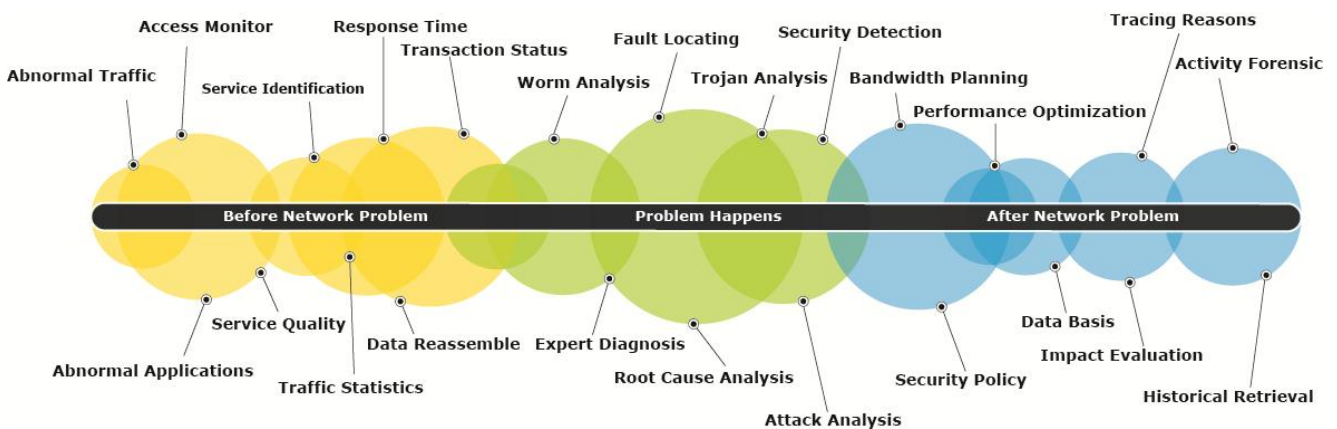 Tracing Reasons
Access Monitor
Response Time
Security Detection
Fault Locating
Transaction Status
Activity Forensic
Abnormal Traffic
Trojan Analysis
Bandwidth Planning
Worm Analysis
Service Identification
Performance Optimization
Before Network Problem
Problem Happens
After Network Problem
Service Quality
Data Basis
Data Reassemble
Expert Diagnosis
Impact Evaluation
Abnormal Applications
Root Cause Analysis
Security Policy
Traffic Statistics
Historical Retrieval
Attack Analysis